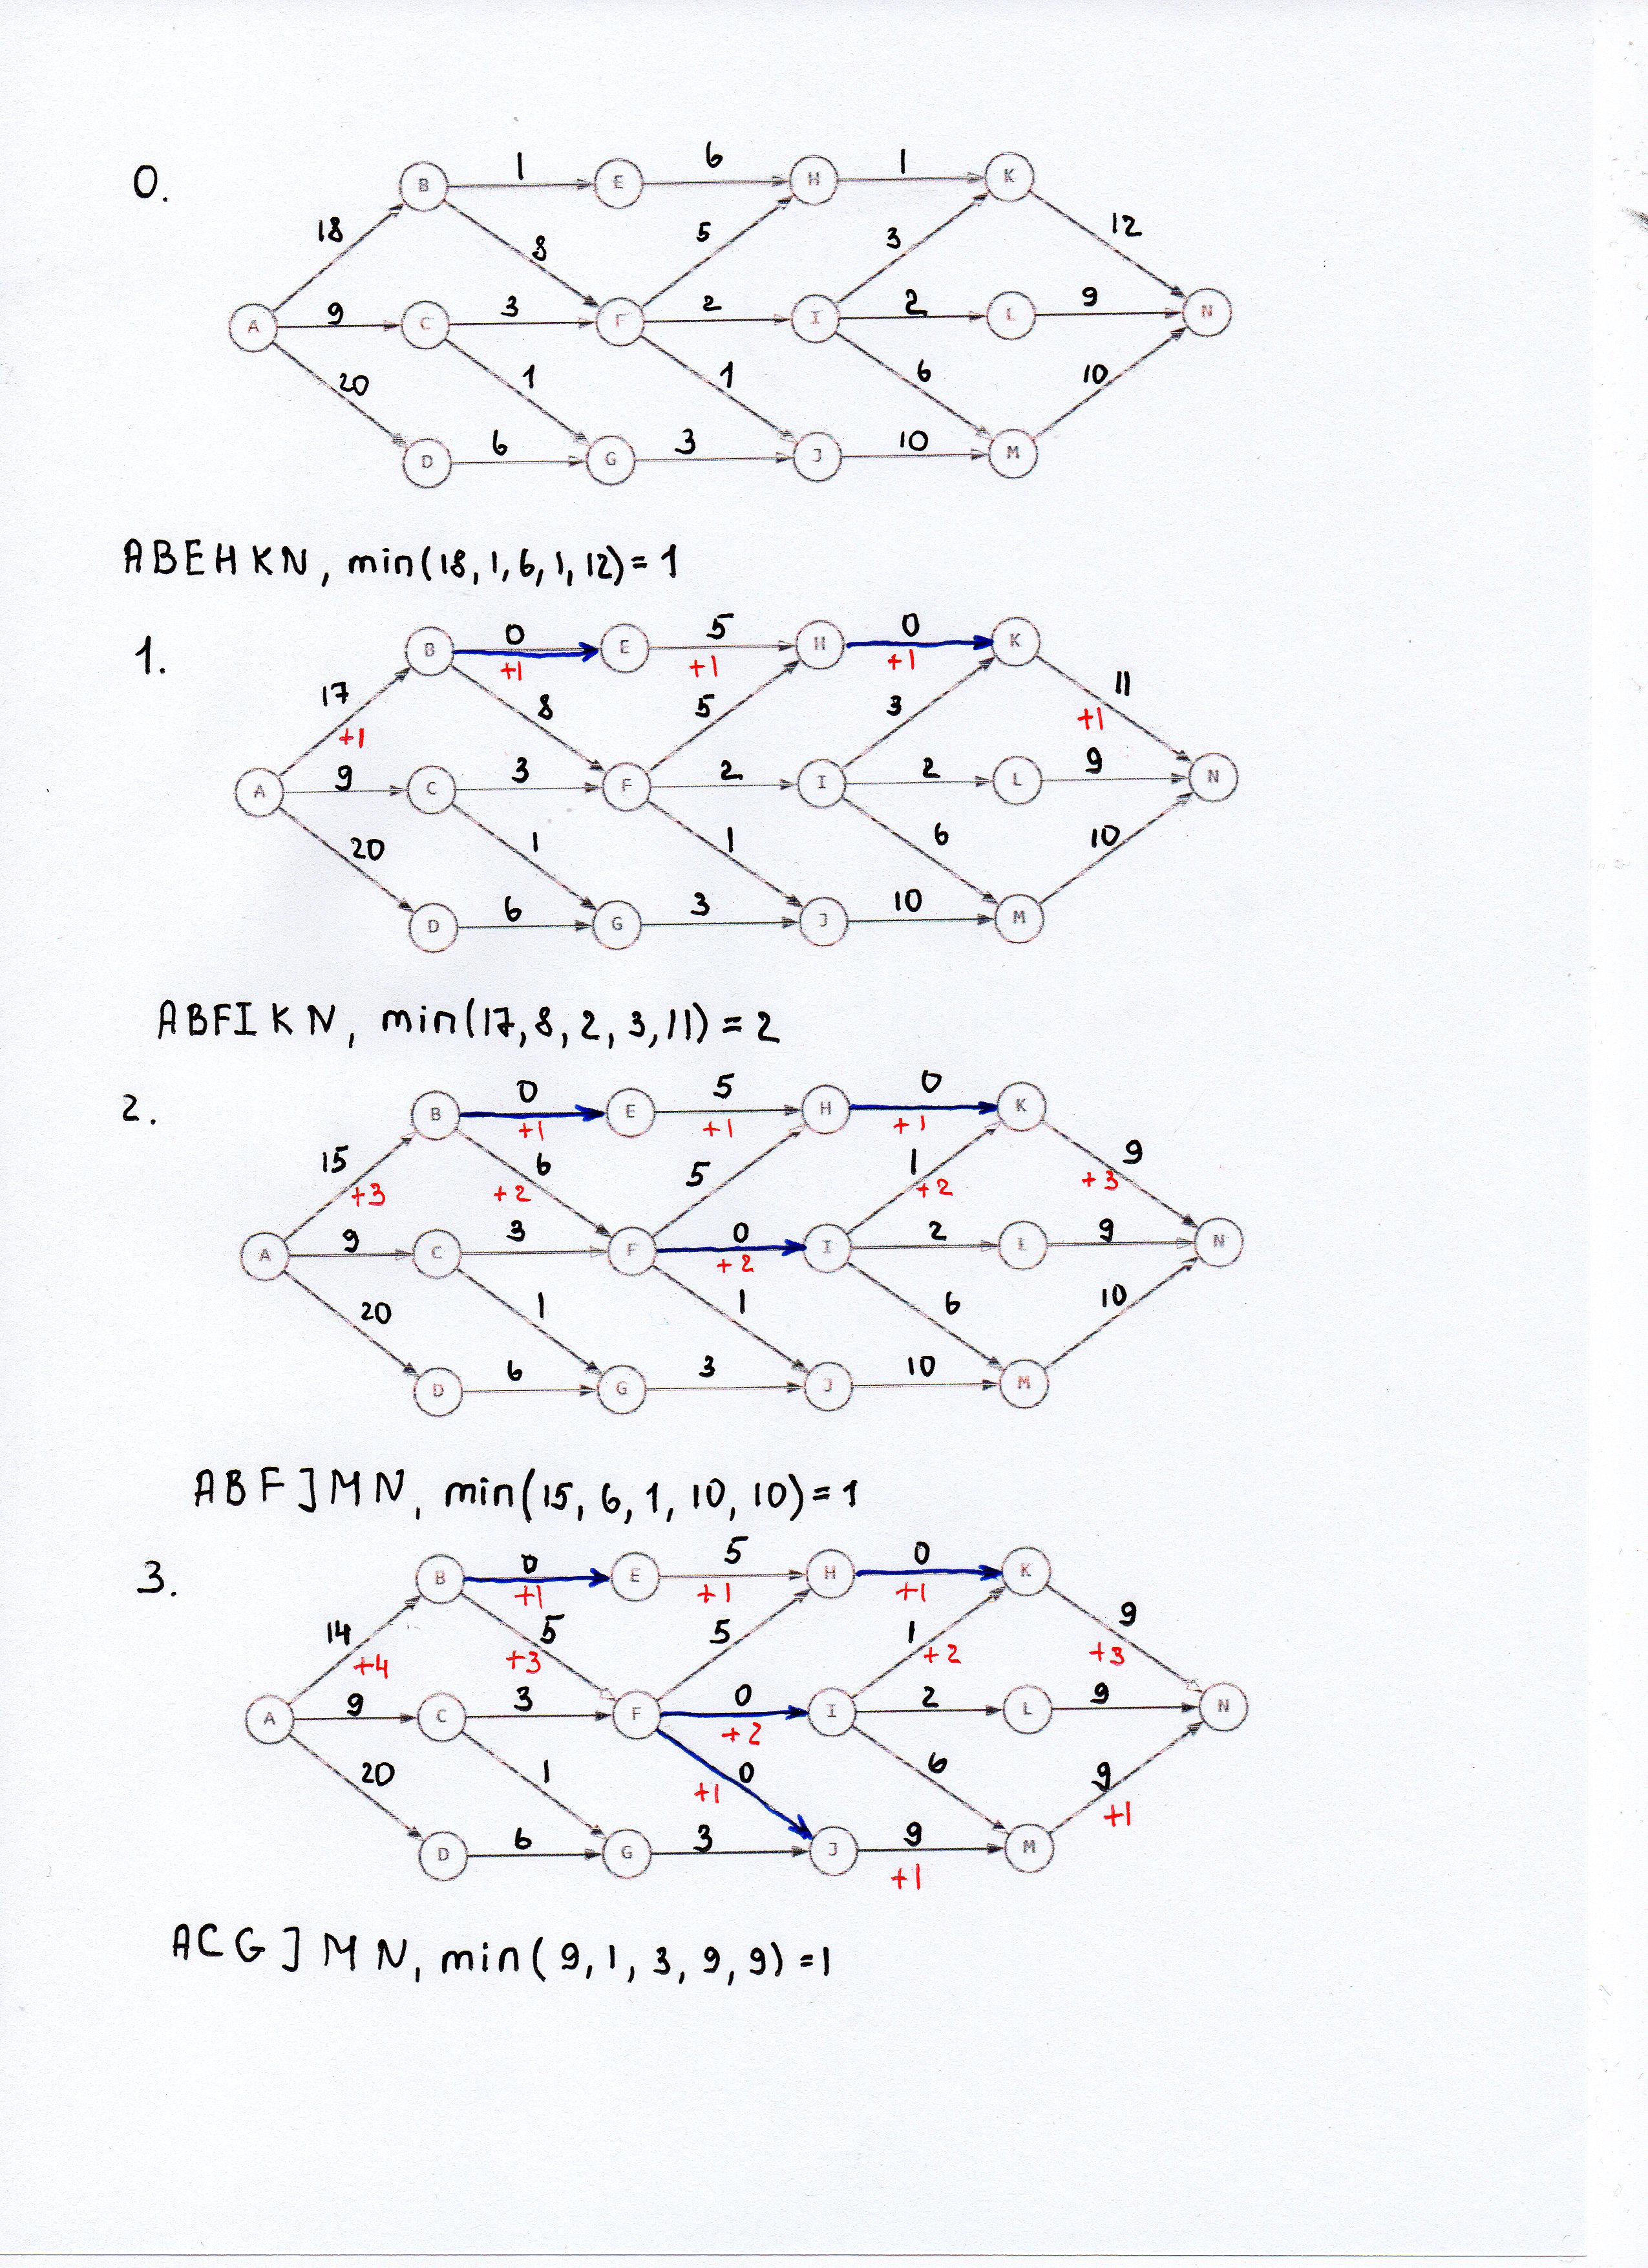 0.
B 1 E 6 H 1 K
18 8 5 3 12
A 9 C 3 F 2 I 2 L 9 N
20 1 1 6 10
D 6 G 3 J 10 M
ABEHKN, min(18,1,6,1,12)=1
1.
B 0 E 5 H 0 K
+1 +1 +1
17 8 5 3 11
+1 +1
A 9 C 3 F 2 I 2 L 9 N
20 1 1 6 10
D 6 G 3 J 10 M
ABFIKN, min(17,8,2,3,11)=2
2.
B 0 E 5 H 0 K
+1 +1 +1
15 6 5 1 9
+3 +2 +2 +3
A 9 C 3 F 0 I 2 L 9 N
+2
20 1 1 6 10
D 6 G 3 J 10 M
ABFJMN, min(15,6,1,10,10)=1
3.
B 0 E 5 H 0 K
+1 +1 +1
14 5 5 1 9
+4 +3 +2 +3
A 9 C 3 F 0 I 2 L 9 N
+2
20 1 0 6 9
+1 +1
D 6 G 3 J 9 M
+1
ACGJMN, min(9,1,3,9,9)=1